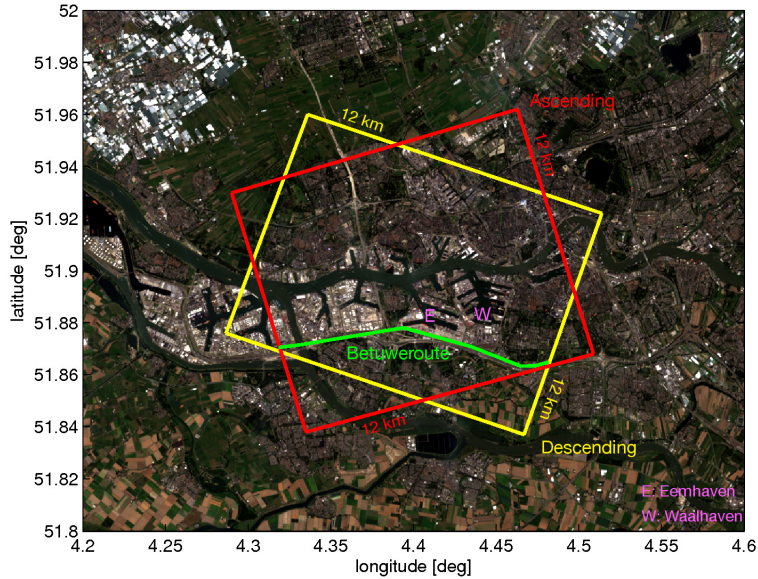 52
51.98
51.96
51.94
51.92
51.9
51.88
51.86
51.84
51.82
51.8
latitude [deg]
12 km
Ascending
12 km
E
W
Betuweroute
12 km
12 km
Descending
E: Eemhaven
W: Waalhaven
4.2
4.25
4.3
4.35
4.4
4.45
4.5
4.55
4.6
longitude [deg]